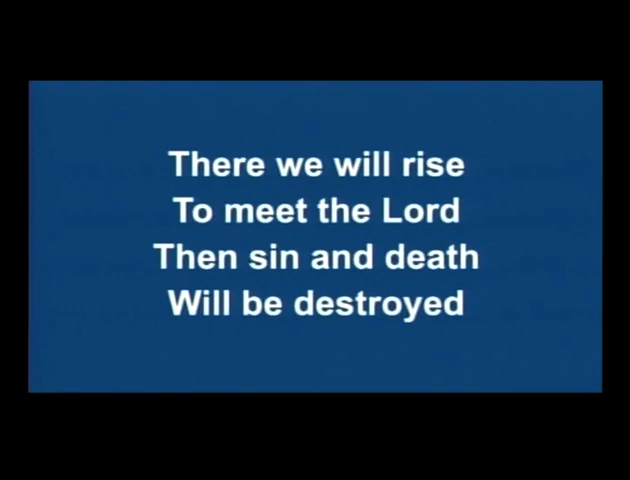 There we will rise
To meet the Lord
Then sin and death
Will be destroyed